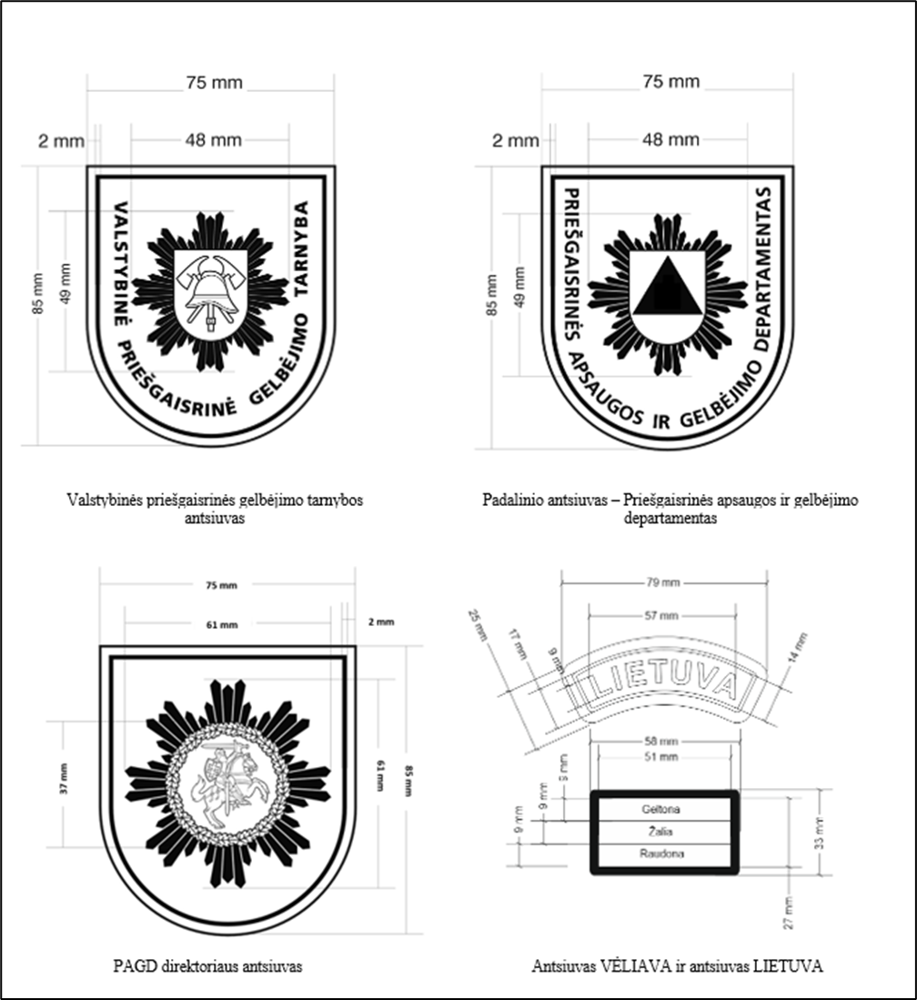 75 mm
2 mm
48 mm
85 mm
49 mm
VALSTYBINĖ PRIEŠGAISRINĖ GELBĖJIMO TARNYBA
Valstybinės priešgaisrinės gelbėjimo tarnybos
antsiuvas
75 mm
2 mm
48 mm
85 mm
49 mm
PRIEŠGAISRINĖS APSAUGOS IR GELBĖJIMO DEPARTAMENTAS
Padalinio antsiuvas – Priešgaisrinės apsaugos ir gelbėjimo
departamentas
75 mm
61 mm
2 mm
37 mm
61 mm
85 mm
PAGD direktoriaus antsiuvas
79 mm
57 mm
25 mm
17 mm
9 mm
14 mm
LIETUVA
58 mm
51 mm
9 mm
9 mm
9 mm
Geltona
Žalia
Raudona
33 mm
27 mm
Antsiuvas VĖLIAVA ir antsiuvas LIETUVA